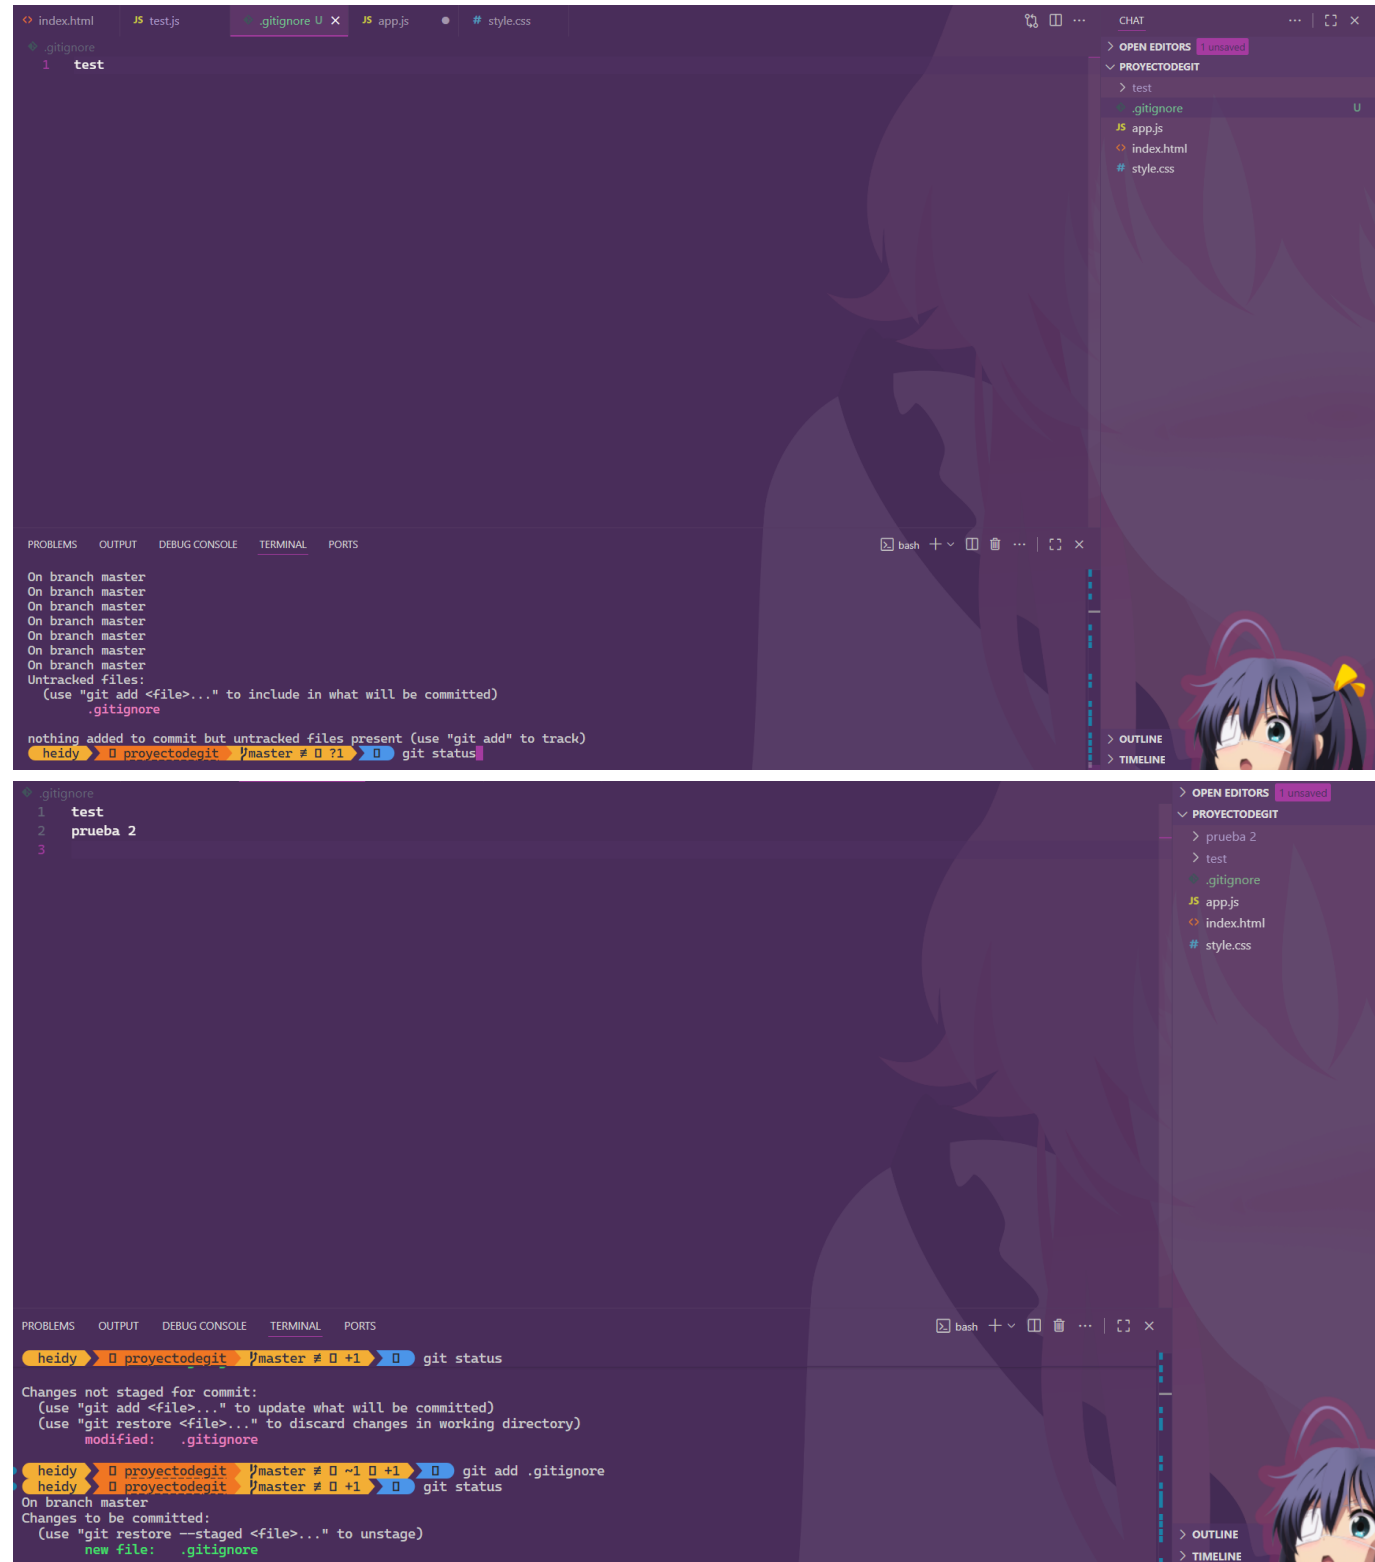 index.html JS test.js .gitignore U JS app.js # style.css CHAT
.gitignore
OPEN EDITORS 1 unsaved
1 test
PROYECTODEGIT
test
.gitignore U
JS app.js
index.html
# style.css
PROBLEMS OUTPUT DEBUG CONSOLE TERMINAL PORTS bash
On branch master
On branch master
On branch master
On branch master
On branch master
On branch master
On branch master
Untracked files:
(use "git add <file>..." to include in what will be committed)
.gitignore
nothing added to commit but untracked files present (use "git add" to track)
heidy proyectodegit master ≢ ?1 git status
OUTLINE
TIMELINE
.gitignore
1 test
2 prueba 2
3
OPEN EDITORS 1 unsaved
PROYECTODEGIT
prueba 2
test
.gitignore
JS app.js
index.html
# style.css
PROBLEMS OUTPUT DEBUG CONSOLE TERMINAL PORTS bash
heidy proyectodegit master ≢ +1 git status
Changes not staged for commit:
(use "git add <file>..." to update what will be committed)
(use "git restore <file>..." to discard changes in working directory)
modified: .gitignore
heidy proyectodegit master ≢ ~1 +1 git add .gitignore
heidy proyectodegit master ≢ +1 git status
On branch master
Changes to be committed:
(use "git restore --staged <file>..." to unstage)
new file: .gitignore
OUTLINE
TIMELINE